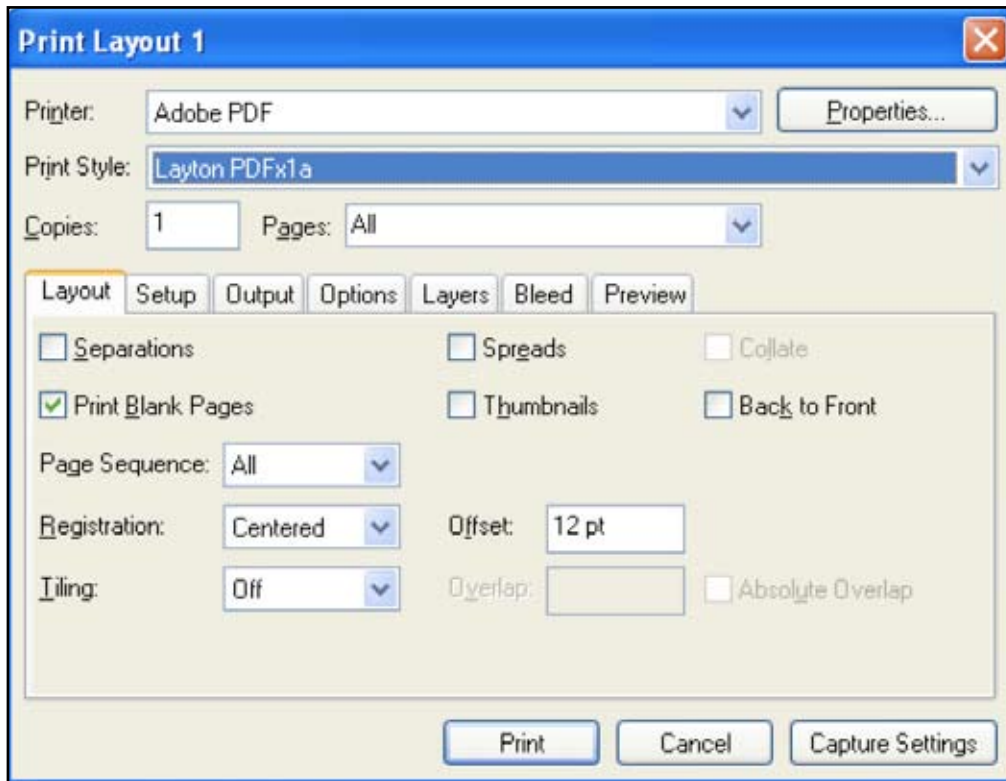 Print Layout 1
Printer: Adobe PDF Properties...
Print Style: Layton PDFx1a
Copies: 1 Pages: All
Layout Setup Output Options Layers Bleed Preview
Separations Spreads Collate
Print Blank Pages Thumbnails Back to Front
Page Sequence: All
Registration: Centered Offset: 12 pt
Tiling: Off Overlap: Absolute Overlap
Print Cancel Capture Settings